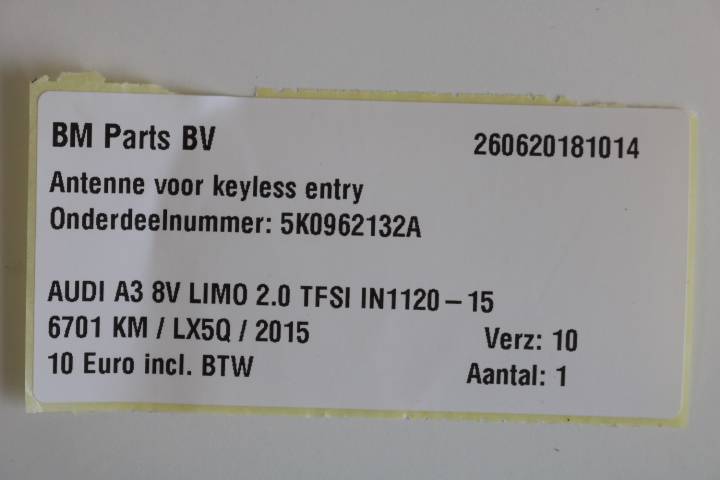 BM Parts BV 260620181014
Antenne voor keyless entry
Onderdeelnummer: 5K0962132A
AUDI A3 8V LIMO 2.0 TFSI IN1120 – 15
6701 KM / LX5Q / 2015 Verz: 10
10 Euro incl. BTW Aantal: 1